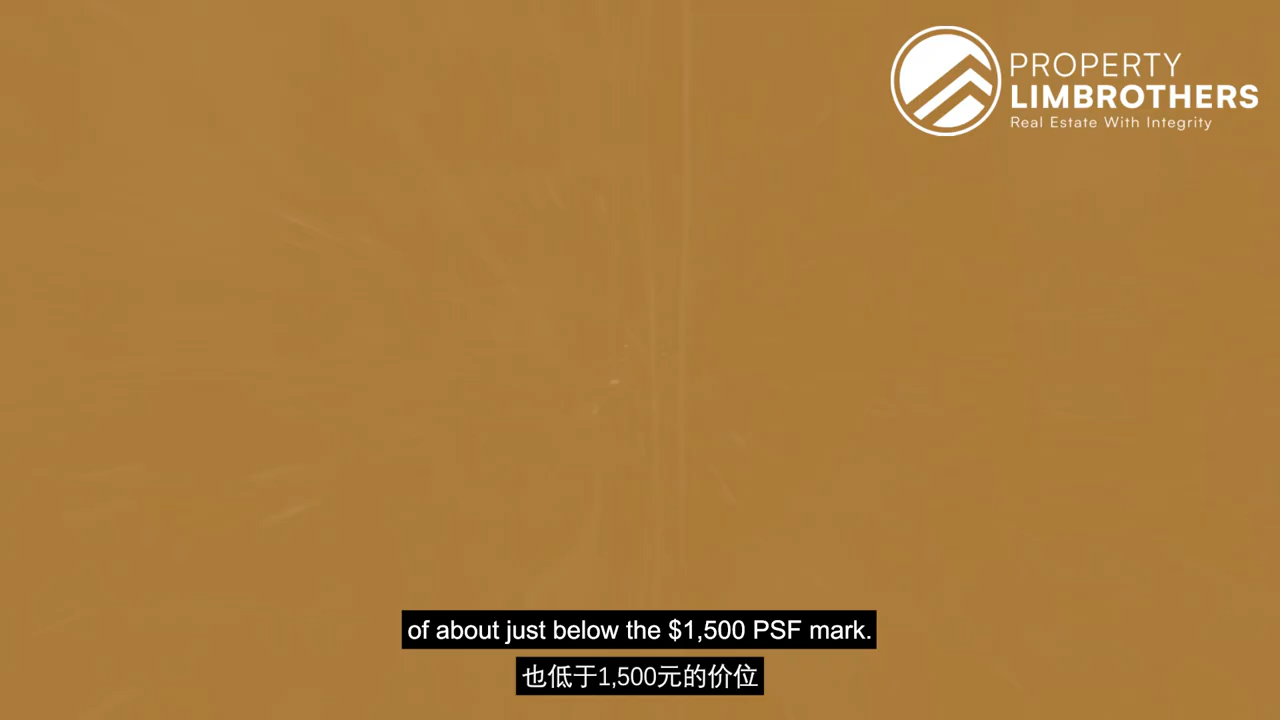 PROPERTY
LIMBROTHERS
Real Estate With Integrity
of about just below the $1,500 PSF mark.
也低于1,500元的价位